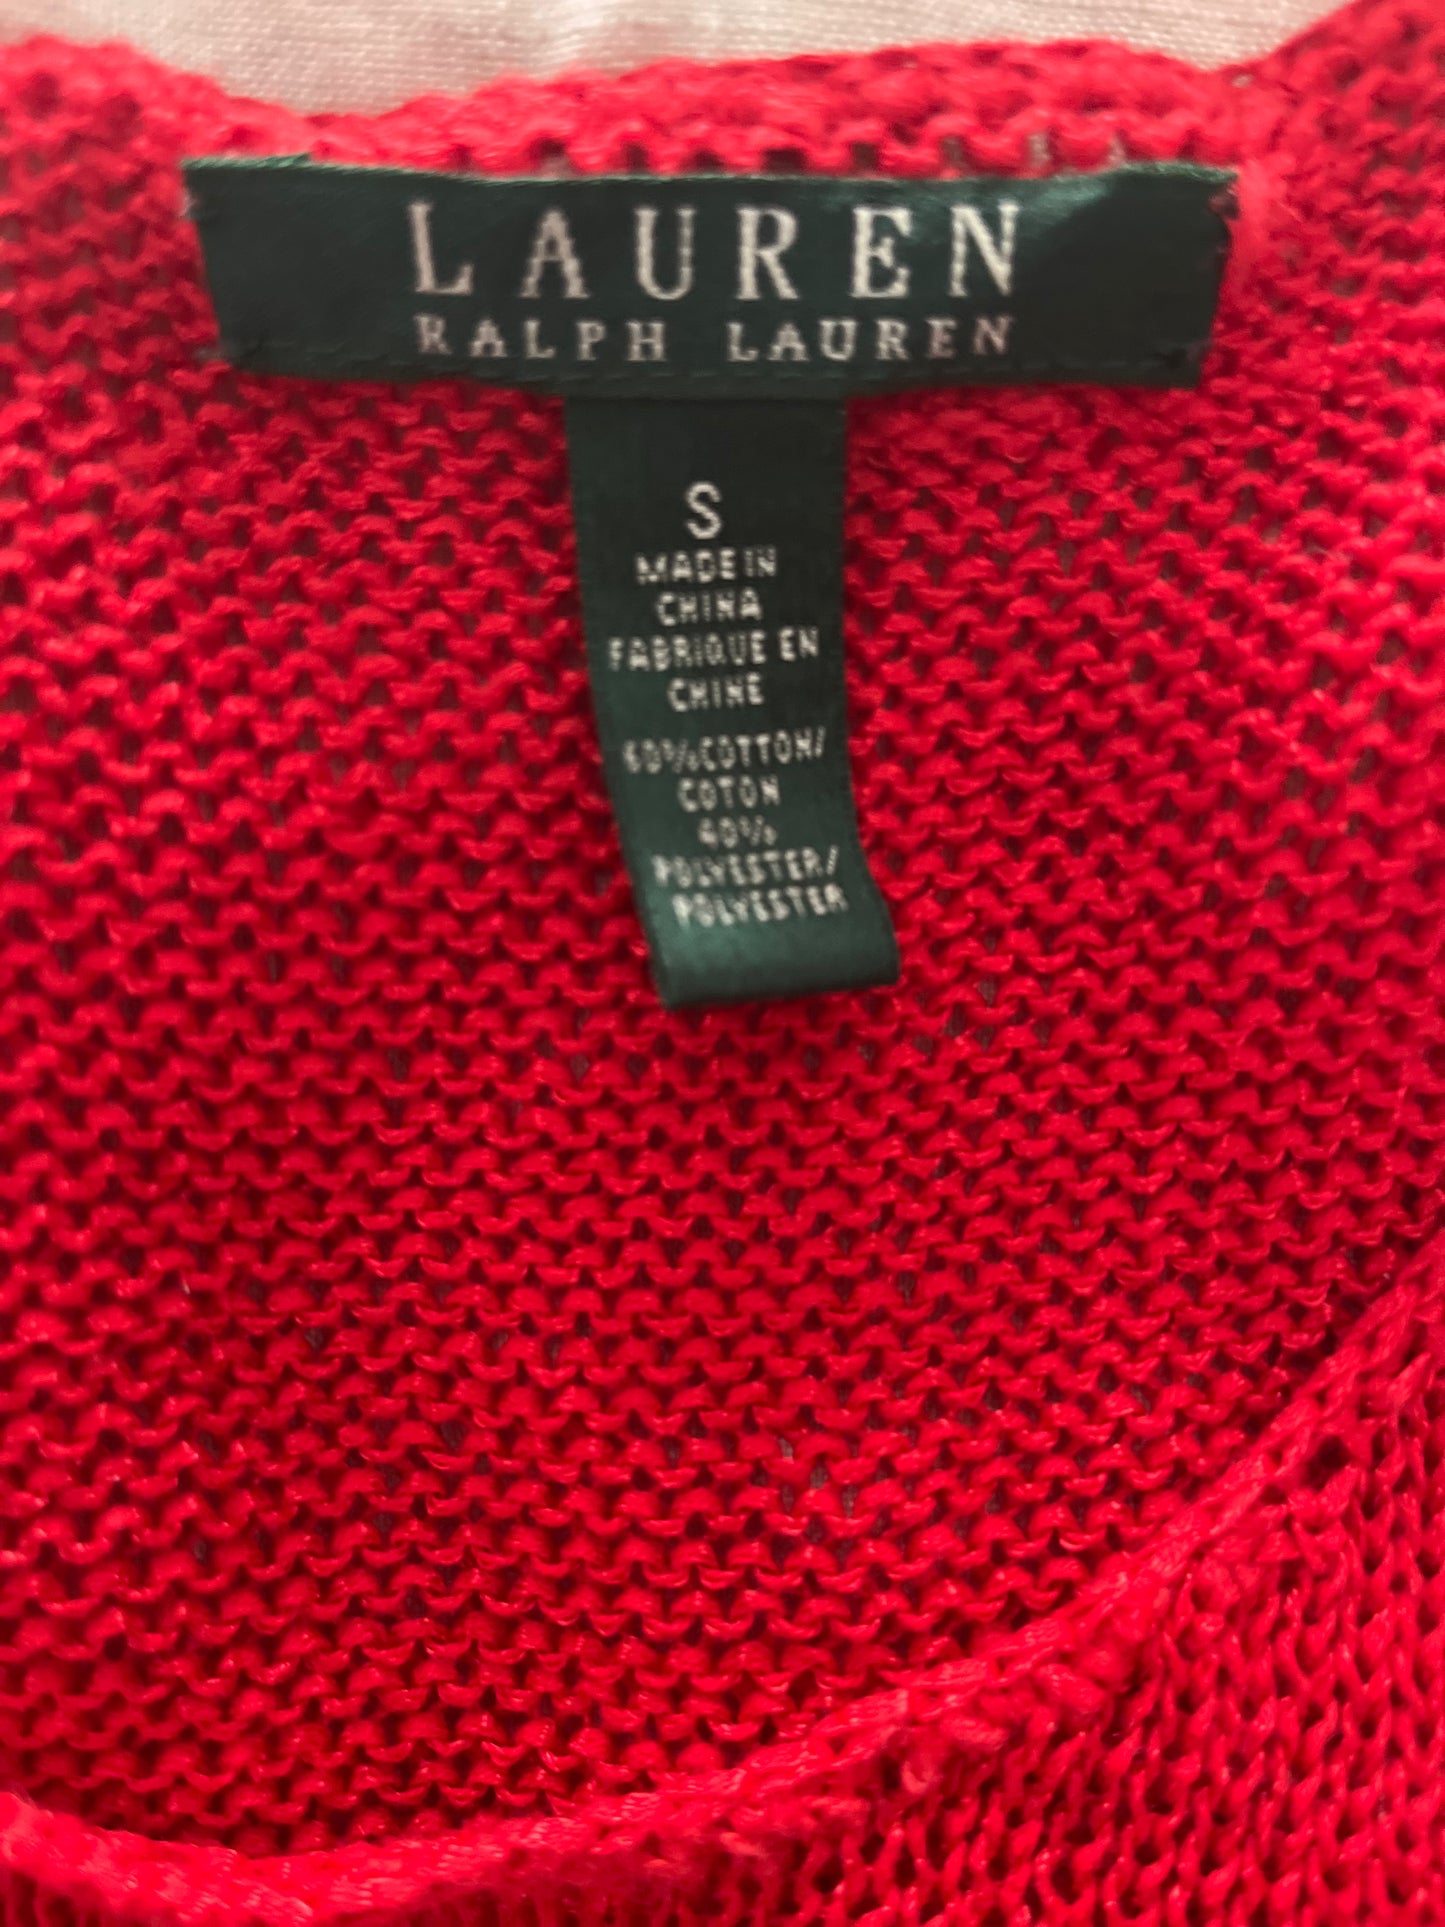 LAUREN
RALPH LAUREN
S
MADE IN
CHINA
FABRIQUE EN
CHINE
60%COTTON/
COTON
40%
POLYESTER/
POLYESTER